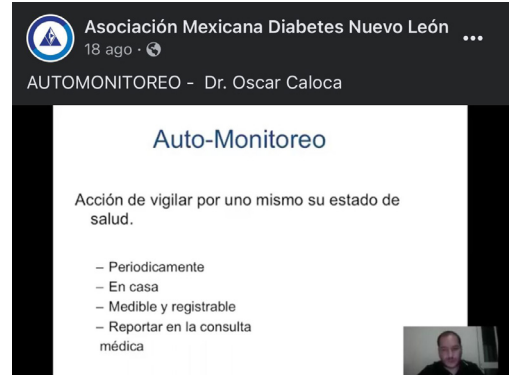 Asociación Mexicana Diabetes Nuevo León
18 ago ·
AUTOMONITOREO - Dr. Oscar Caloca
Auto-Monitoreo
Acción de vigilar por uno mismo su estado de
salud.
– Periodicamente
– En casa
– Medible y registrable
– Reportar en la consulta
médica